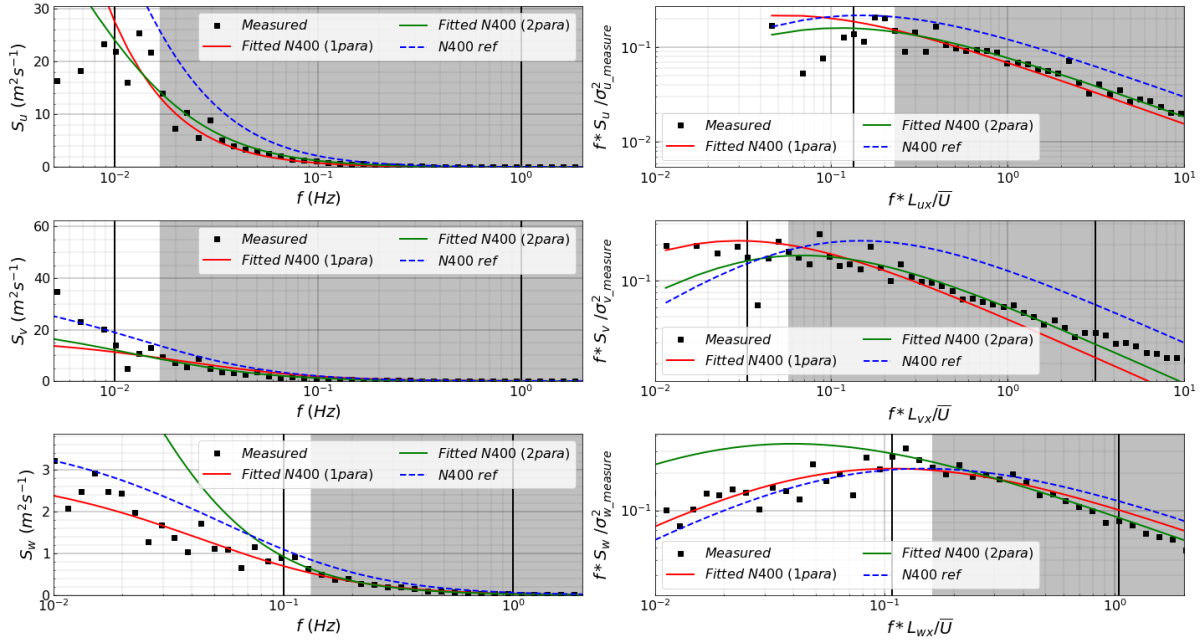 30
20
10
0
S_u (m²s⁻¹)
Measured
Fitted N400 (1para)
Fitted N400 (2para)
N400 ref
10⁻²
10⁻¹
10⁰
f (Hz)
10⁻¹
10⁻²
f* S_u /σ²_u_measure
Measured
Fitted N400 (1para)
Fitted N400 (2para)
N400 ref
10⁻²
10⁻¹
10⁰
10¹
f* L_ux/U̅
60
40
20
0
S_v (m²s⁻¹)
Measured
Fitted N400 (1para)
Fitted N400 (2para)
N400 ref
10⁻²
10⁻¹
10⁰
f (Hz)
10⁻¹
f* S_v /σ²_v_measure
Measured
Fitted N400 (1para)
Fitted N400 (2para)
N400 ref
10⁻²
10⁻¹
10⁰
10¹
f* L_vx/U̅
3
2
1
0
S_w (m²s⁻¹)
Measured
Fitted N400 (1para)
Fitted N400 (2para)
N400 ref
10⁻²
10⁻¹
10⁰
f (Hz)
10⁻¹
f* S_w /σ²_w_measure
Measured
Fitted N400 (1para)
Fitted N400 (2para)
N400 ref
10⁻²
10⁻¹
10⁰
f* L_wx/U̅